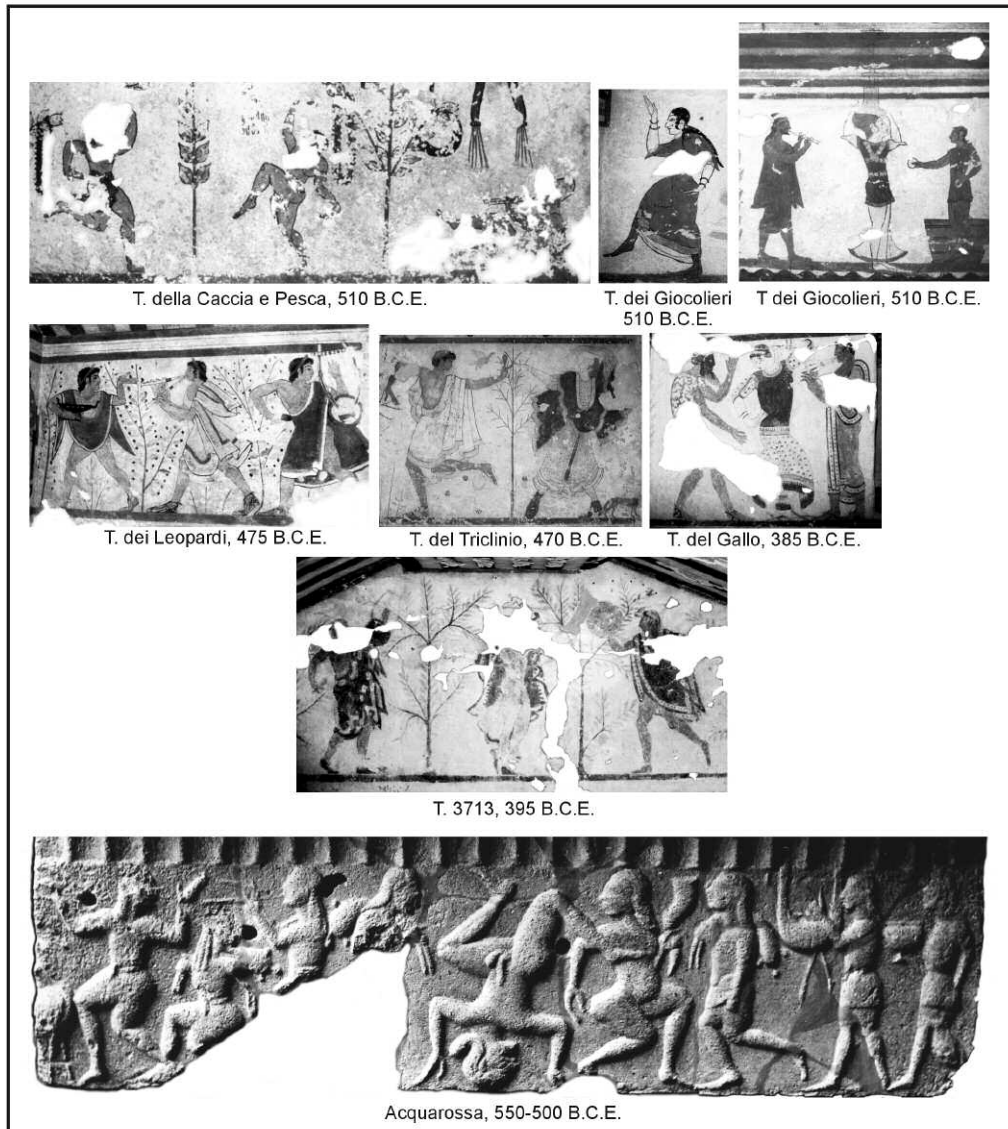 T. della Caccia e Pesca, 510 B.C.E.
T. dei Giocolieri
510 B.C.E.
T dei Giocolieri, 510 B.C.E.
T. dei Leopardi, 475 B.C.E.
T. del Triclinio, 470 B.C.E.
T. del Gallo, 385 B.C.E.
T. 3713, 395 B.C.E.
Acquarossa, 550-500 B.C.E.